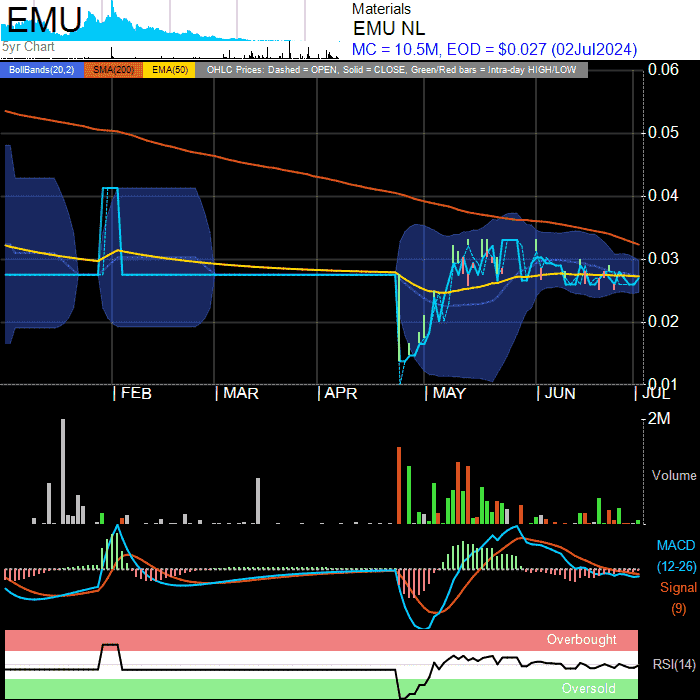 EMU
5yr Chart
Materials
EMU NL
MC = 10.5M, EOD = $0.027 (02Jul2024)
BollBands(20,2) SMA(200) EMA(50) OHLC Prices: Dashed = OPEN, Solid = CLOSE, Green/Red bars = Intra-day HIGH/LOW
0.06
0.05
0.04
0.03
0.02
0.01
FEB MAR APR MAY JUN JUL
2M
Volume
MACD
(12-26)
Signal
(9)
Overbought
RSI(14)
Oversold